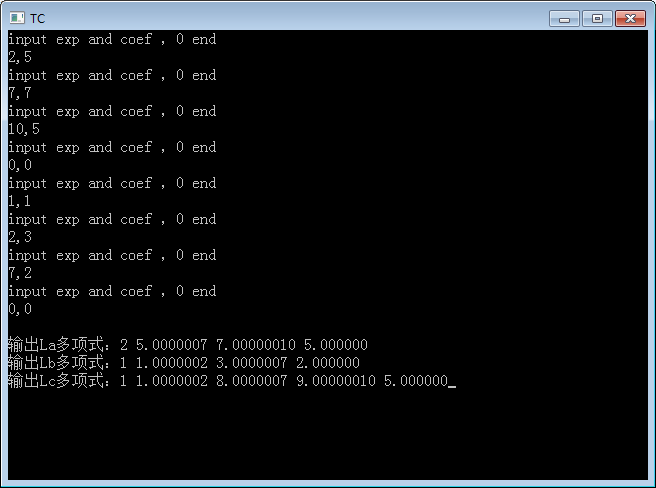 TC
input exp and coef , 0 end
2,5
input exp and coef , 0 end
7,7
input exp and coef , 0 end
10,5
input exp and coef , 0 end
0,0
input exp and coef , 0 end
1,1
input exp and coef , 0 end
2,3
input exp and coef , 0 end
7,2
input exp and coef , 0 end
0,0
输出La多项式：2 5.0000007 7.00000010 5.000000
输出Lb多项式：1 1.0000002 3.0000007 2.000000
输出Lc多项式：1 1.0000002 8.0000007 9.00000010 5.000000_